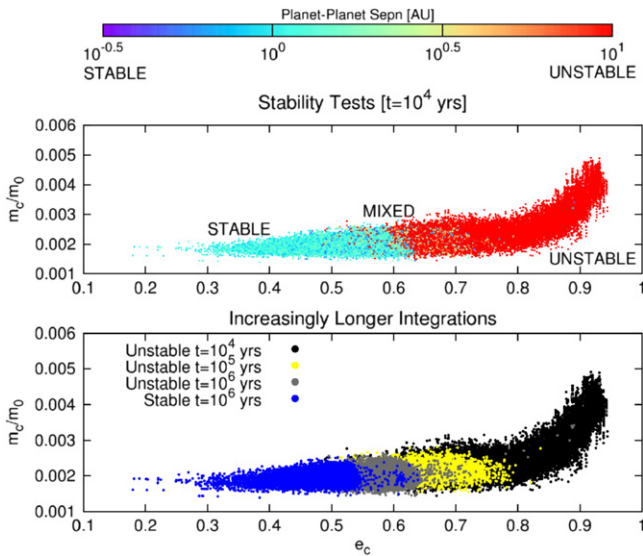 Planet-Planet Sepn [AU]
10^-0.5 10^0 10^0.5 10^1
STABLE UNSTABLE
Stability Tests [t=10^4 yrs]
0.006
0.005
0.004
0.003
0.002
0.001
m_c/m_0
STABLE
MIXED
UNSTABLE
0.1 0.2 0.3 0.4 0.5 0.6 0.7 0.8 0.9 1
Increasingly Longer Integrations
0.006
0.005
0.004
0.003
0.002
0.001
m_c/m_0
Unstable t=10^4 yrs
Unstable t=10^5 yrs
Unstable t=10^6 yrs
Stable t=10^6 yrs
0.1 0.2 0.3 0.4 0.5 0.6 0.7 0.8 0.9 1
e_c